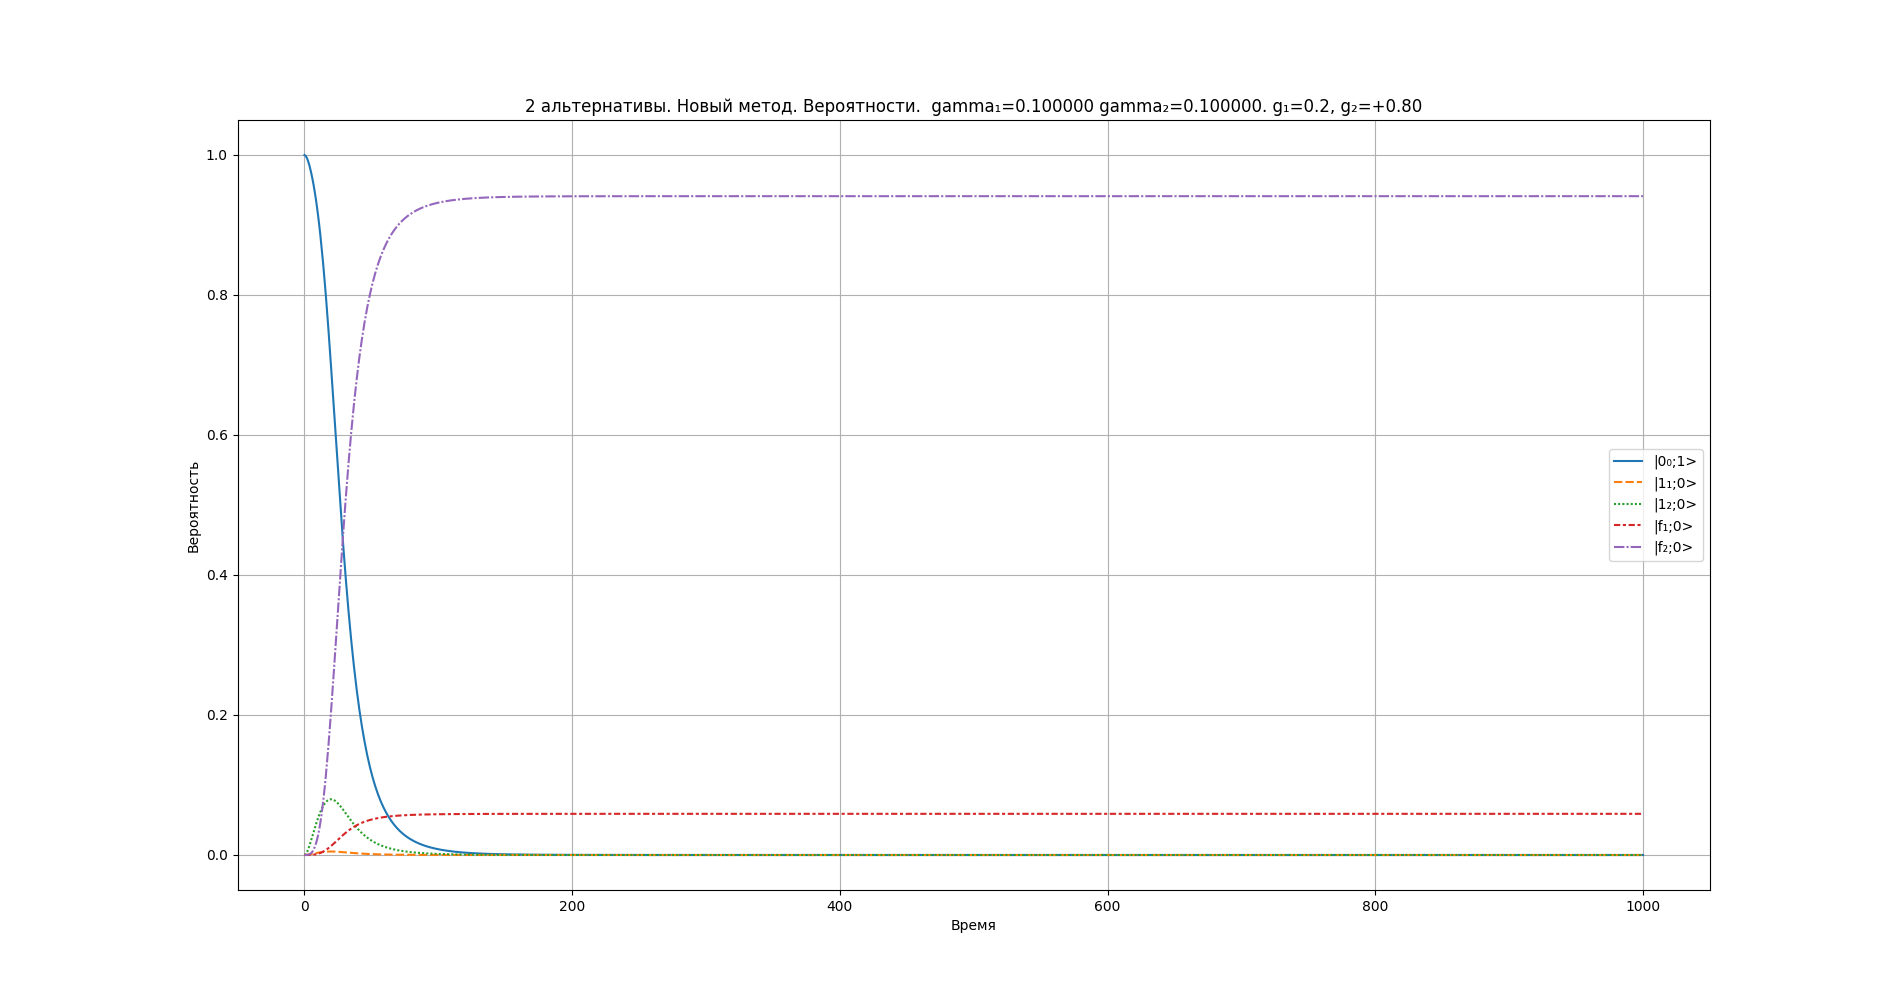 2 альтернативы. Новый метод. Вероятности.  gamma₁=0.100000 gamma₂=0.100000. g₁=0.2, g₂=+0.80
1.0
0.8
0.6
0.4
0.2
0.0
Вероятность
|0₀;1>
|1₁;0>
|1₂;0>
|f₁;0>
|f₂;0>
0 200 400 600 800 1000
Время